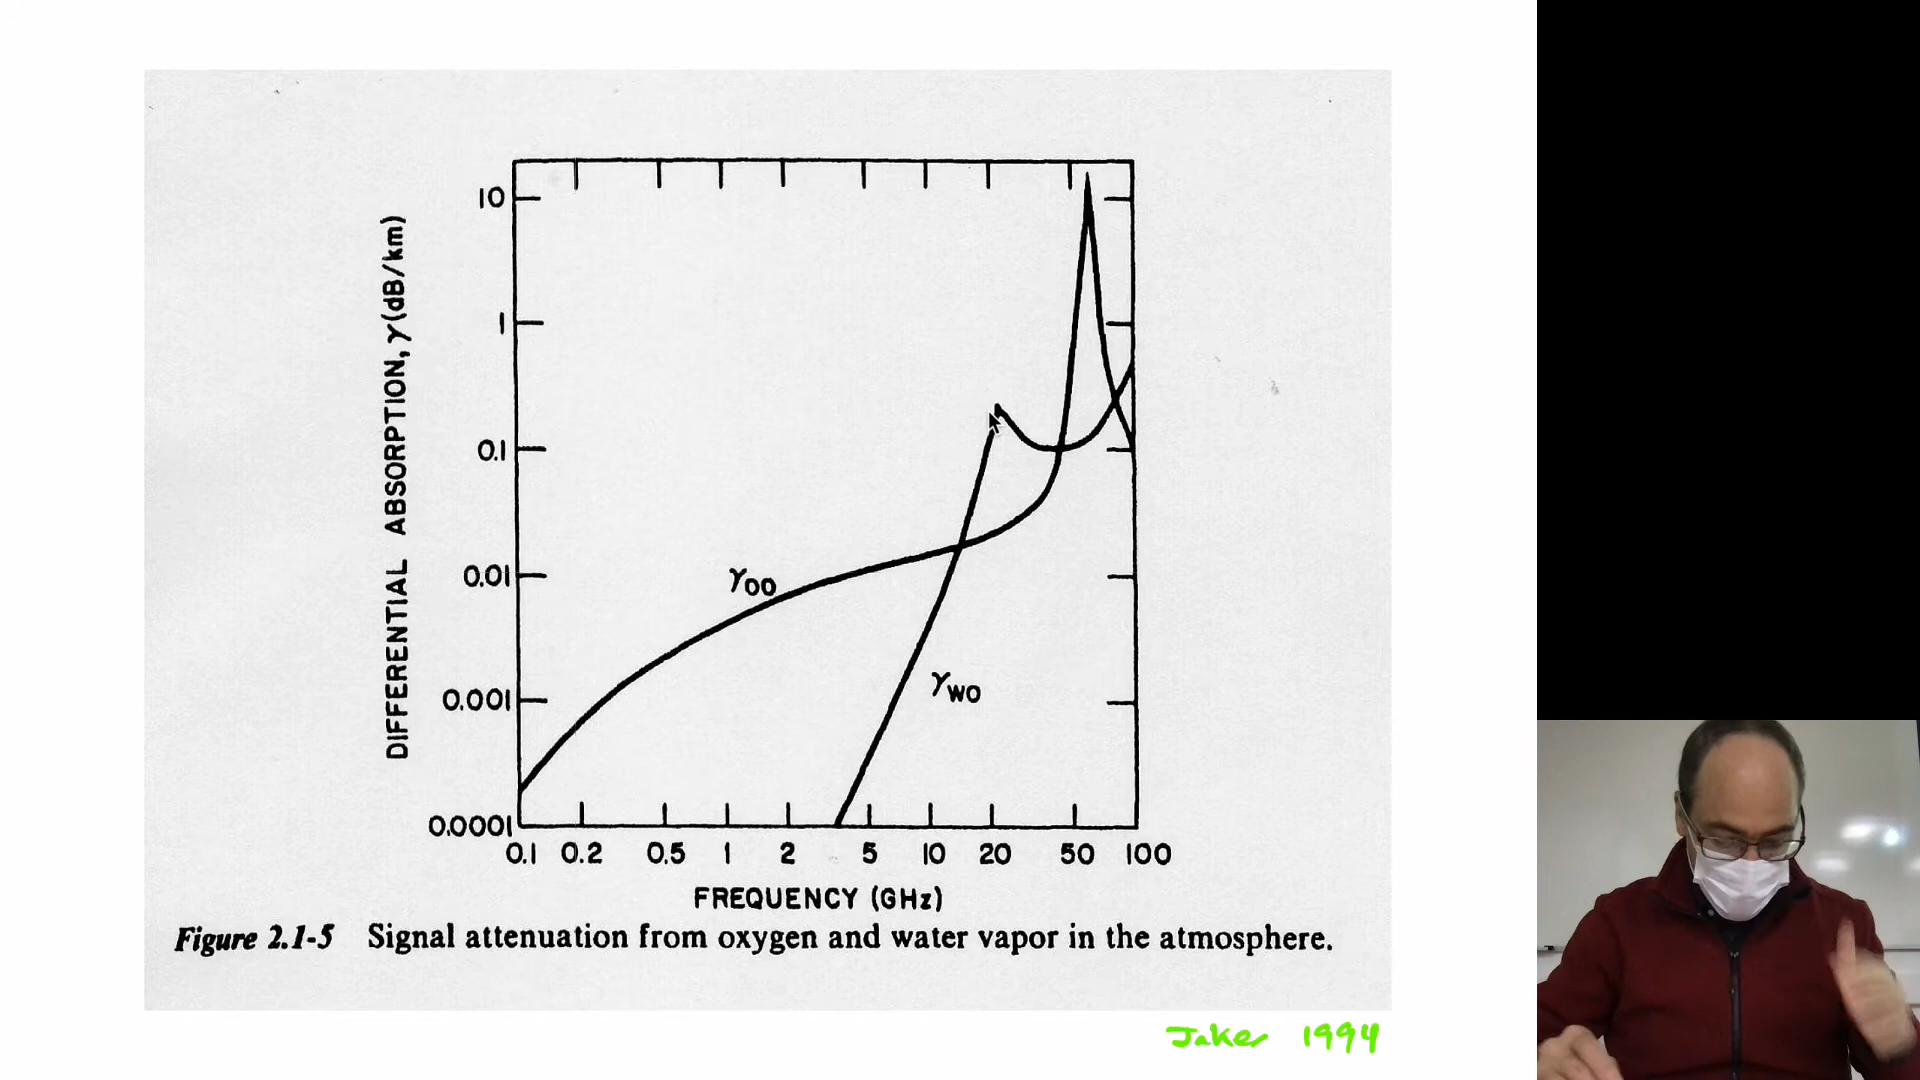 10
1
0.1
0.01
0.001
0.0001
DIFFERENTIAL ABSORPTION, γ(dB/km)
γOO
γWO
0.1 0.2 0.5 1 2 5 10 20 50 100
FREQUENCY (GHz)
Figure 2.1-5 Signal attenuation from oxygen and water vapor in the atmosphere.
Jakes 1994